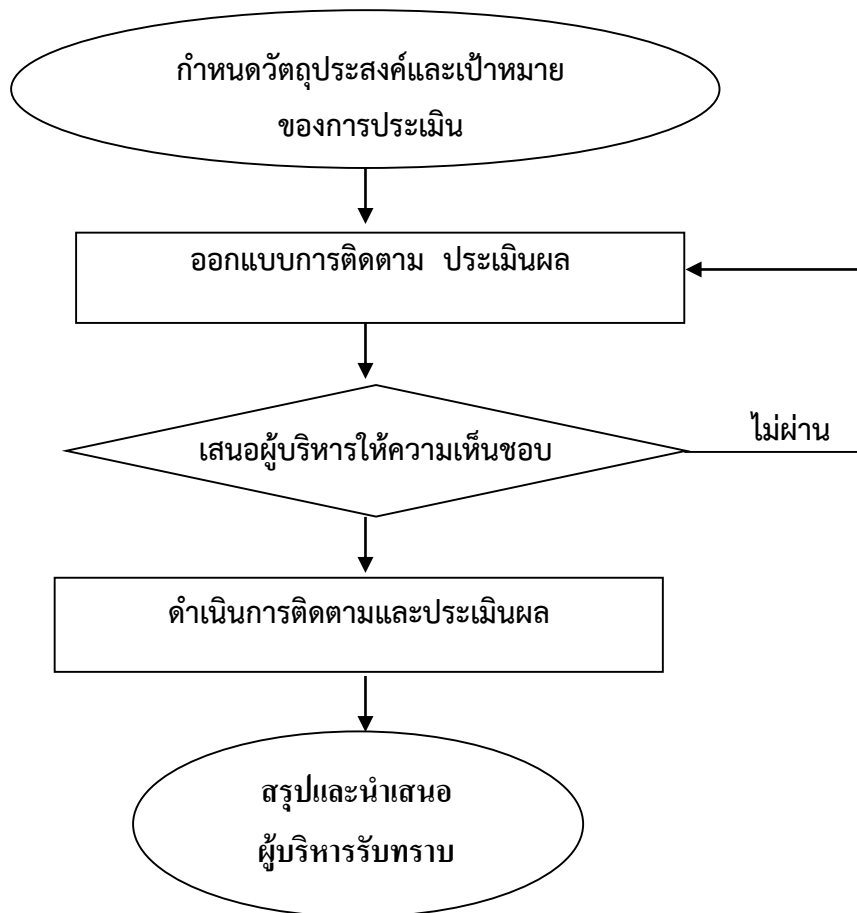 กำหนดวัตถุประสงค์และเป้าหมาย
ของการประเมิน
ออกแบบการติดตาม ประเมินผล
เสนอผู้บริหารให้ความเห็นชอบ
ไม่ผ่าน
ดำเนินการติดตามและประเมินผล
สรุปและนำเสนอ
ผู้บริหารรับทราบ